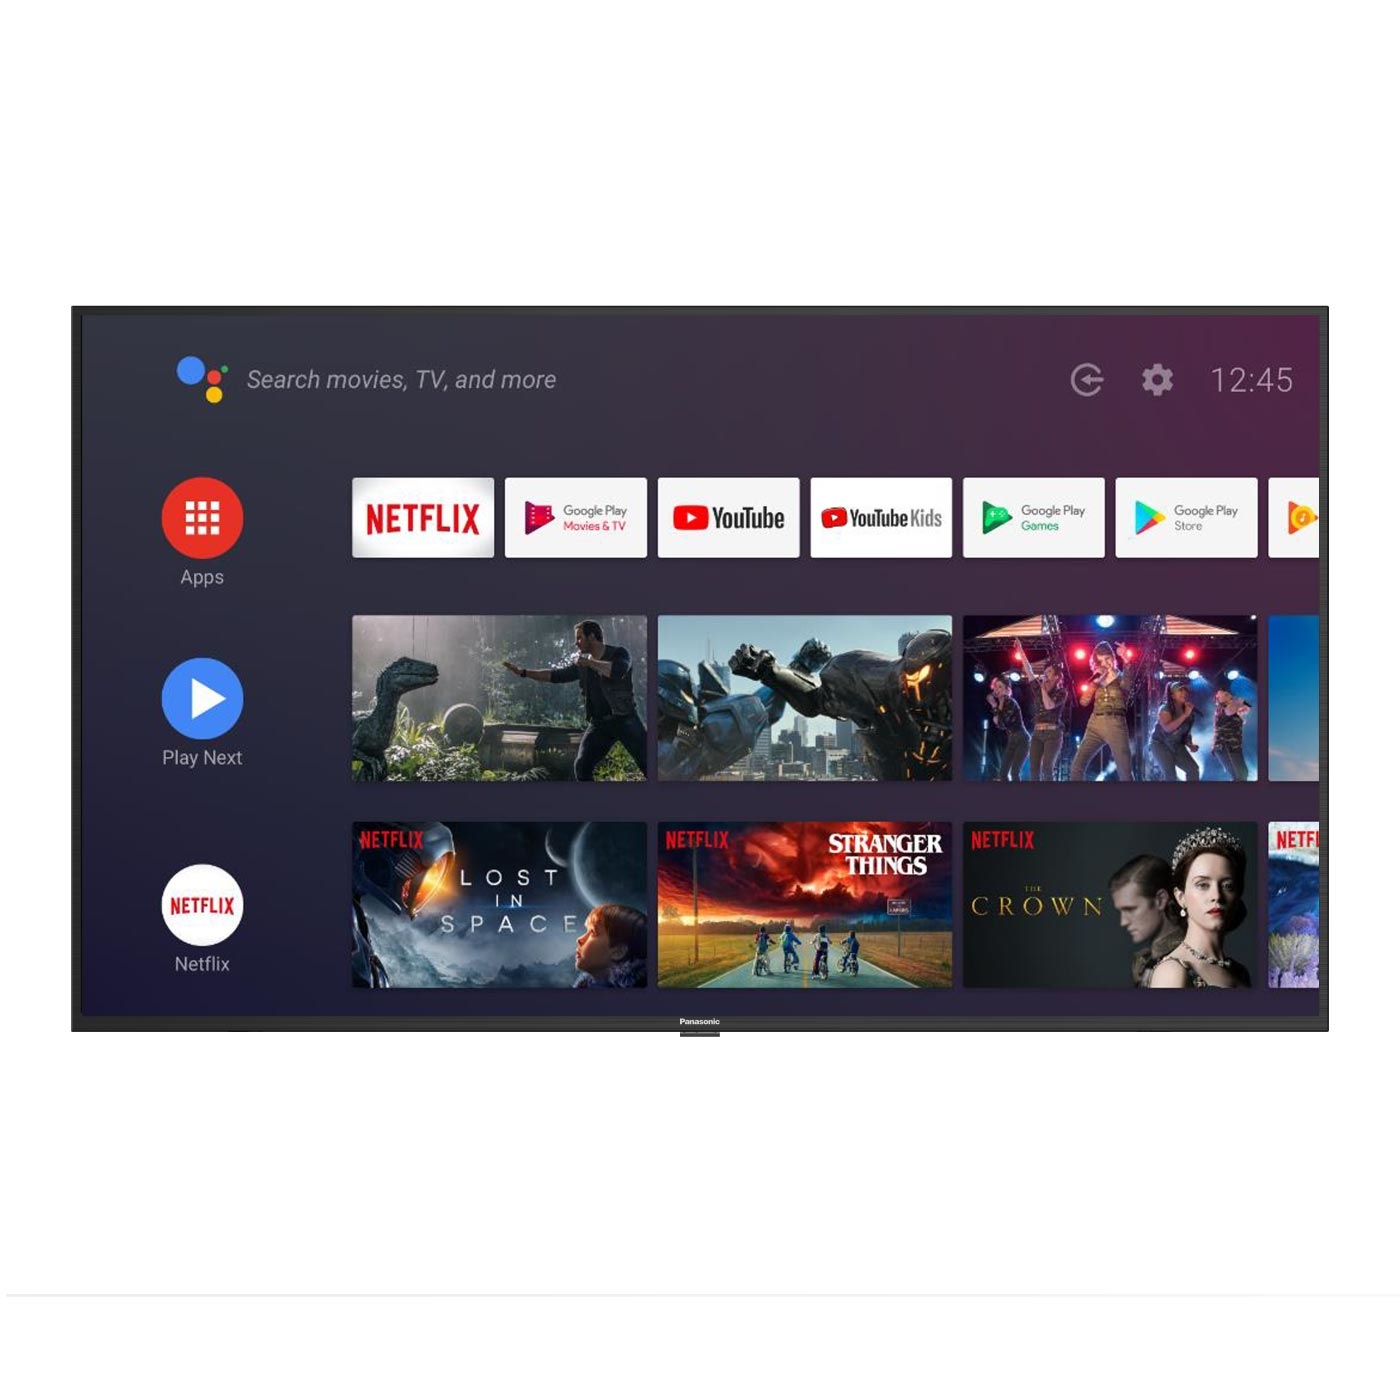 Search movies, TV, and more
12:45
NETFLIX
Google Play
Movies & TV
YouTube
YouTube Kids
Google Play
Games
Google Play
Store
Apps
Play Next
NETFLIX
LOST
IN
SPACE
NETFLIX
STRANGER
THINGS
NETFLIX
THE
CROWN
NETFL
NETFLIX
Netflix
Panasonic